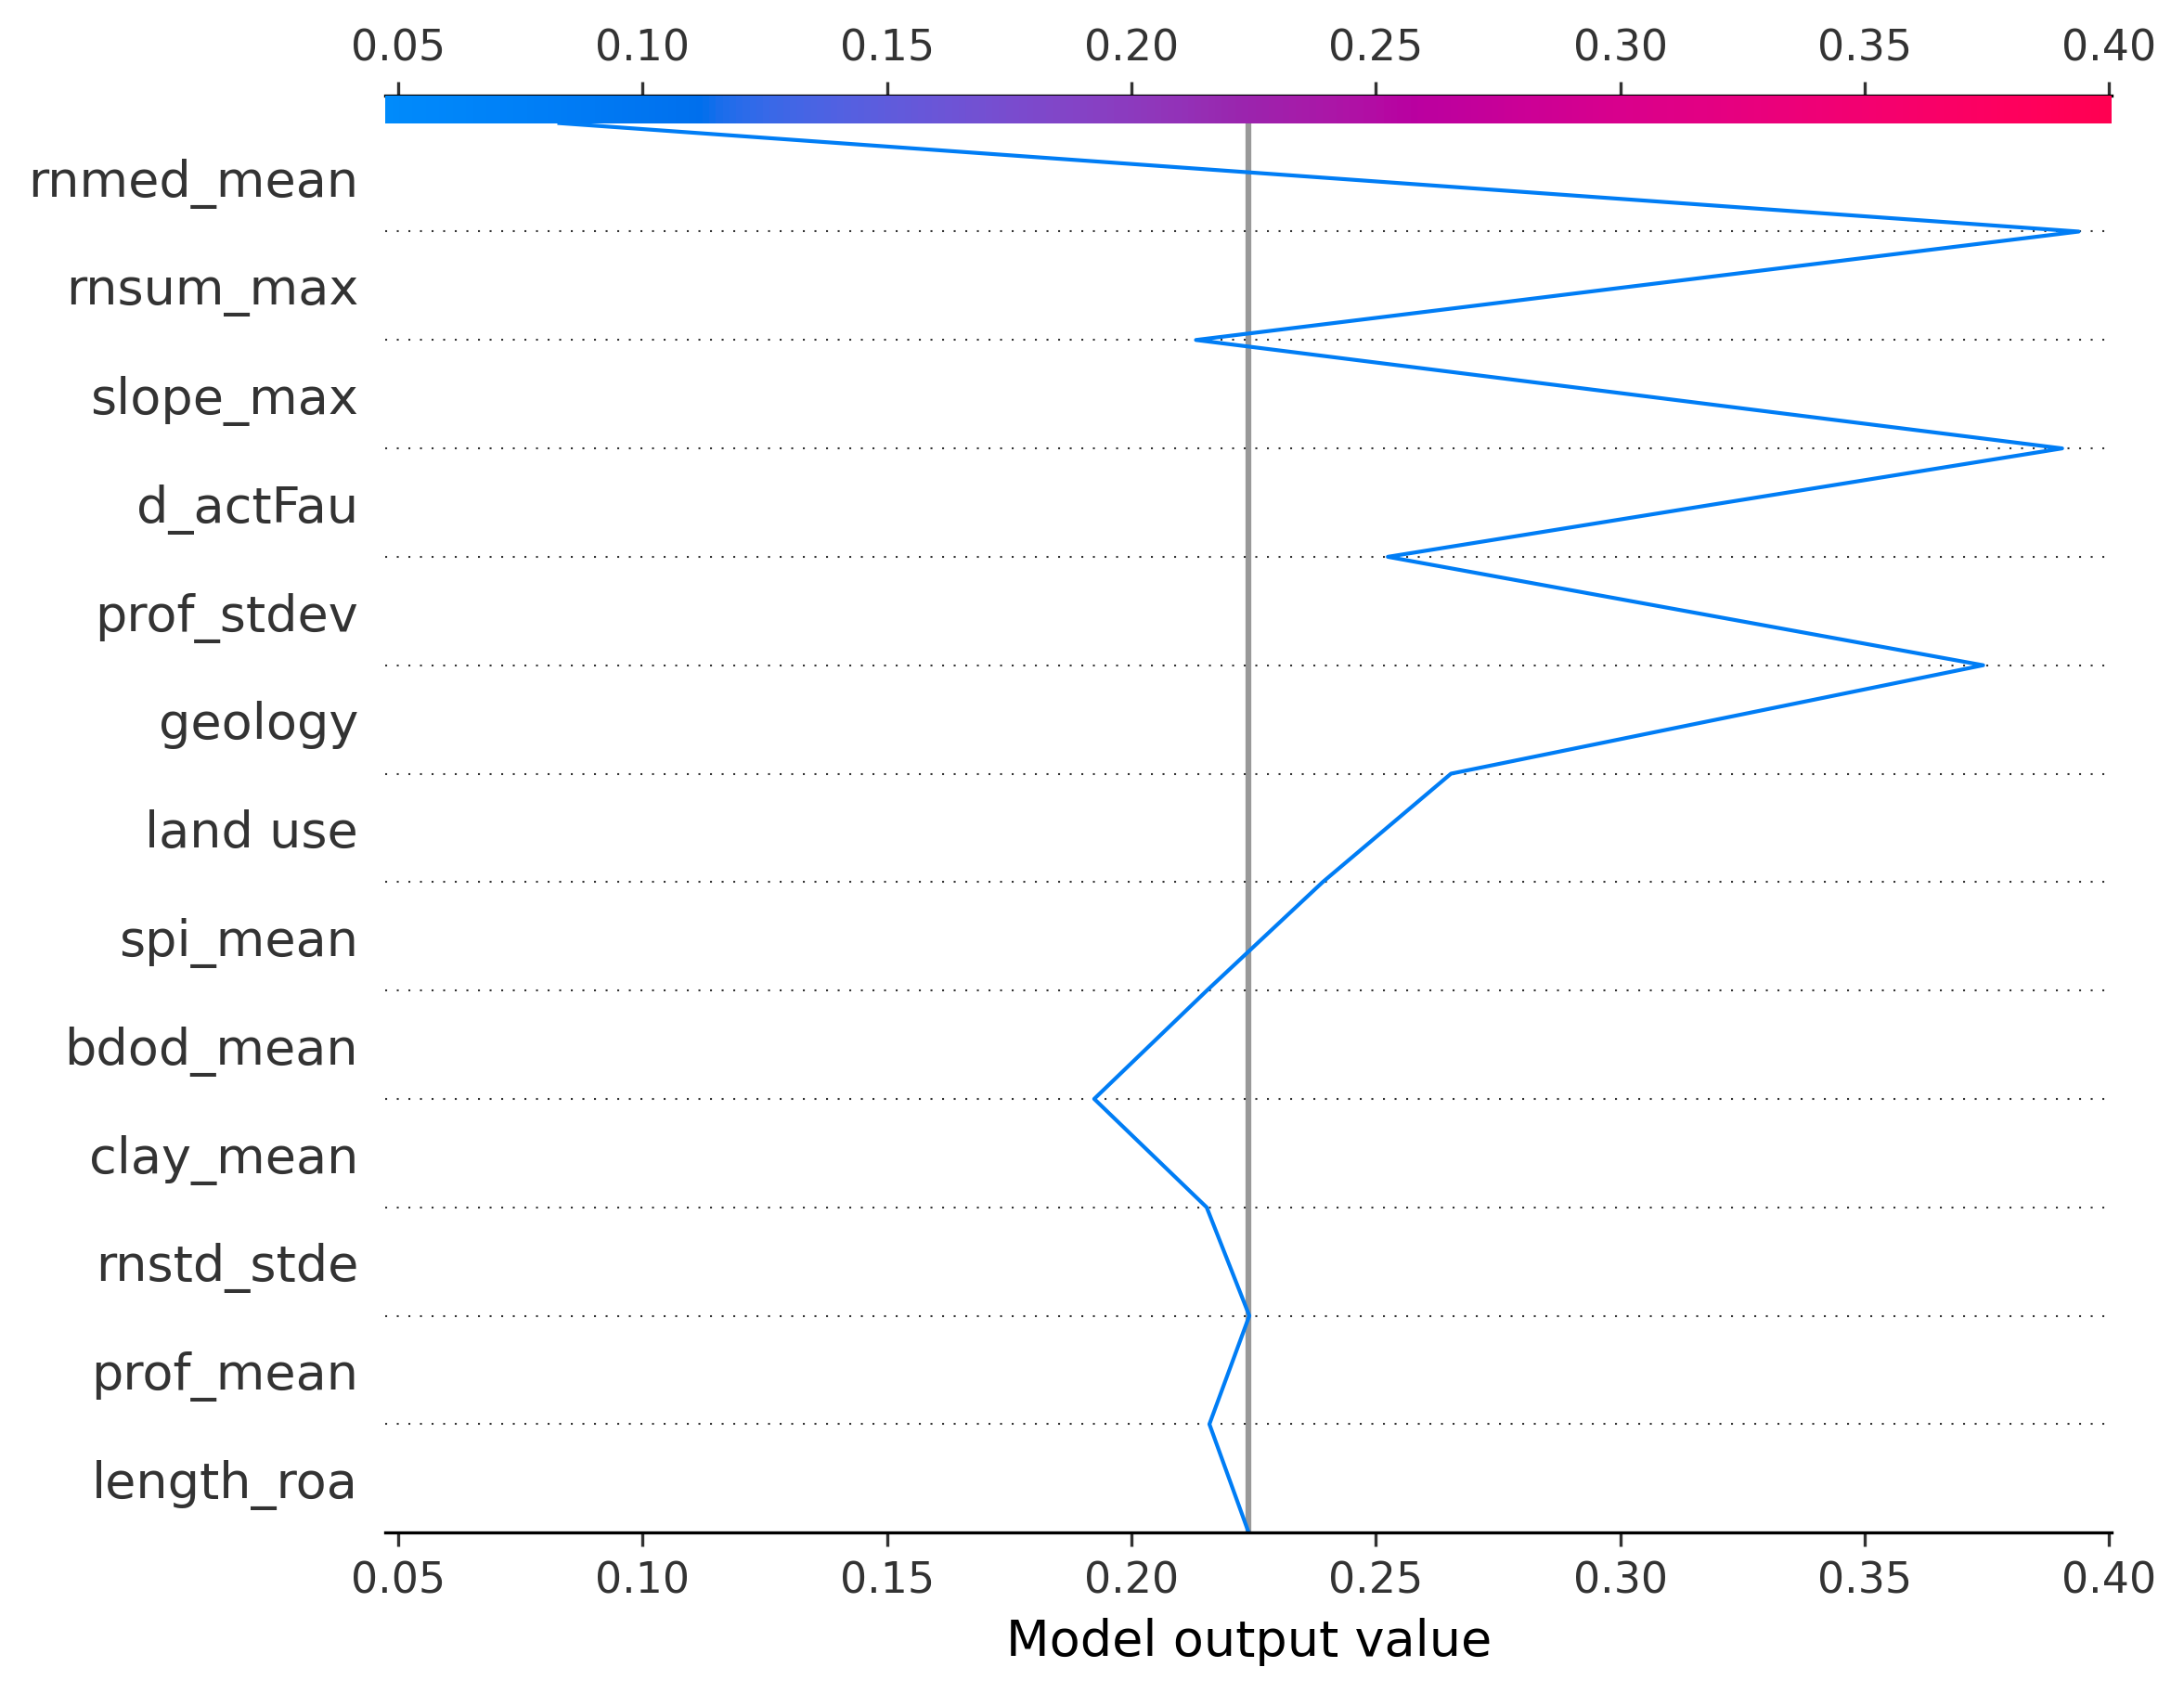 0.05 0.10 0.15 0.20 0.25 0.30 0.35 0.40
rnmed_mean
rnsum_max
slope_max
d_actFau
prof_stdev
geology
land use
spi_mean
bdod_mean
clay_mean
rnstd_stde
prof_mean
length_roa
0.05 0.10 0.15 0.20 0.25 0.30 0.35 0.40
Model output value